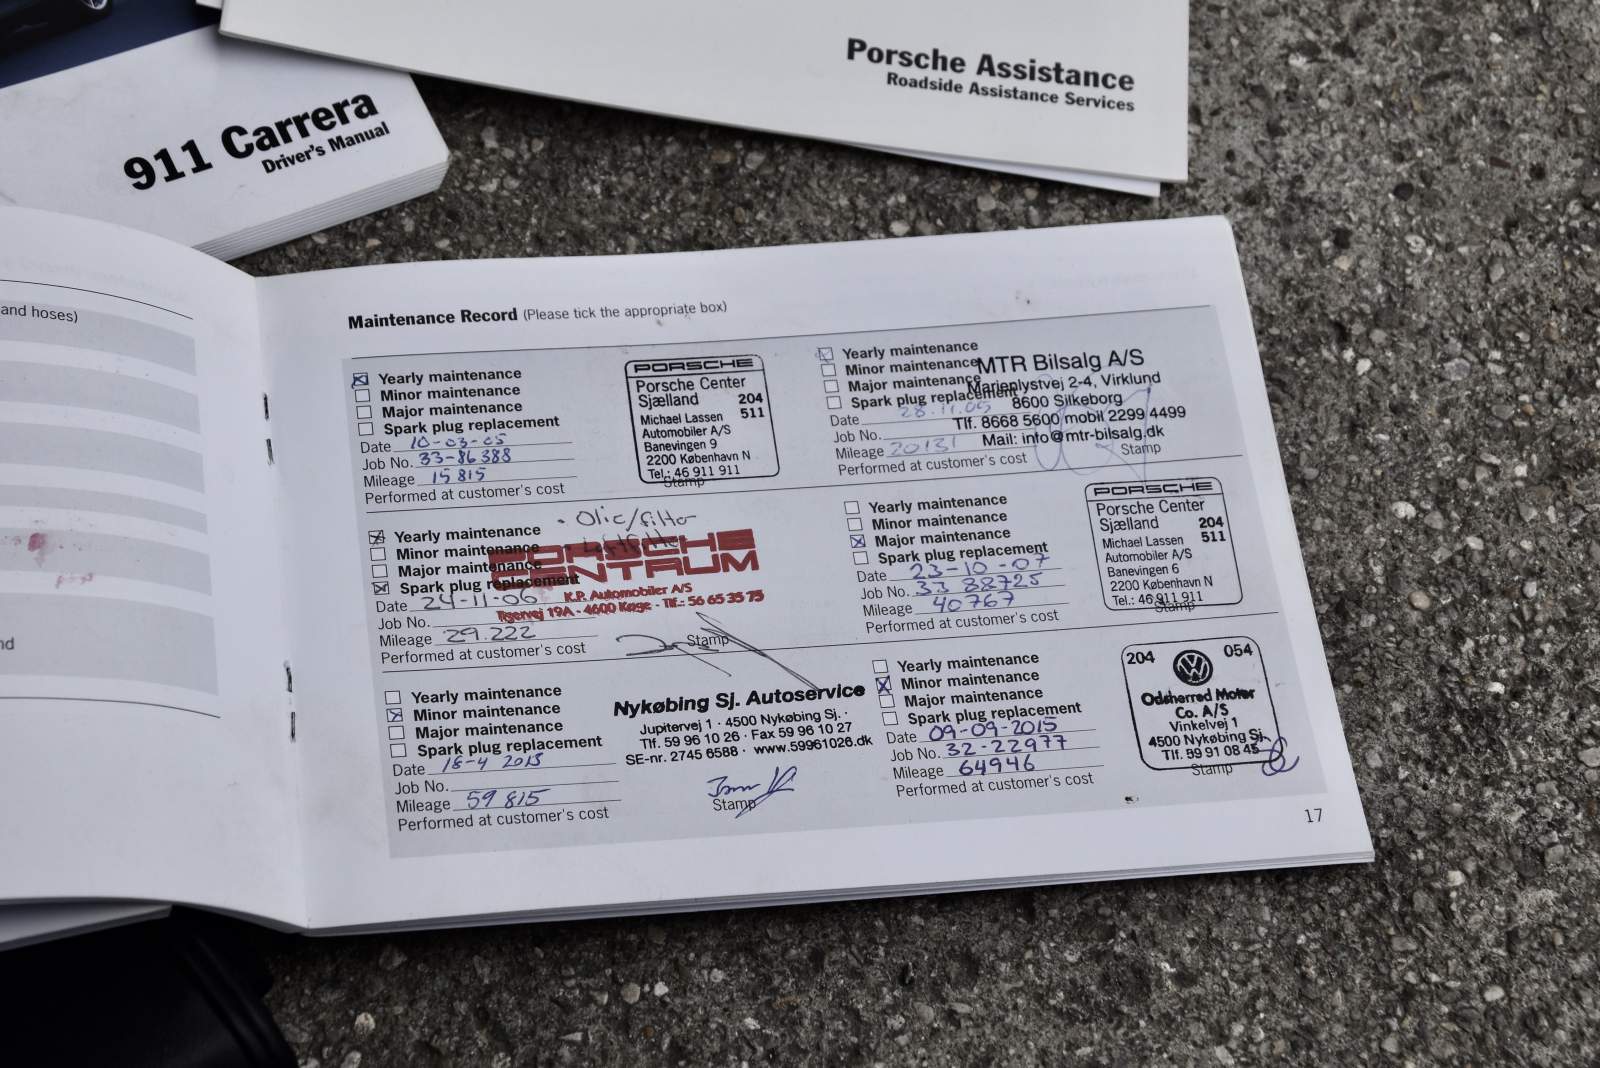 911 Carrera
Driver's Manual
Porsche Assistance
Roadside Assistance Services
and hoses)
Maintenance Record (Please tick the appropriate box)
Yearly maintenance
Minor maintenance
Major maintenance
Spark plug replacement
Date 10-03-05
Job No. 33-86388
Mileage 15815
Performed at customer's cost
PORSCHE
Porsche Center
Sjælland 204
Michael Lassen 511
Automobiler A/S
Banevingen 9
2200 København N
Tel.: 46 911 911
Stamp
Yearly maintenance
Minor maintenance
Major maintenance
Spark plug replacement
Date 28.11.05
Job No.
Mileage 20131
Performed at customer's cost
MTR Bilsalg A/S
Marienlystvej 2-4, Virklund
8600 Silkeborg
Tlf. 8668 5600 mobil 2299 4499
Mail: info@mtr-bilsalg.dk
Stamp
Yearly maintenance
Minor maintenance
Major maintenance
Spark plug replacement
Date 24-11-06
Job No.
Mileage 29.222
Performed at customer's cost
• Olie/filter
PORSCHE
CENTRUM
K.P. Automobiler A/S
Tigervej 19A - 4600 Køge - Tlf.: 56 65 35 75
Stamp
Yearly maintenance
Minor maintenance
Major maintenance
Spark plug replacement
Date 23-10-07
Job No. 33 88725
Mileage 40767
Performed at customer's cost
PORSCHE
Porsche Center
Sjælland 204
Michael Lassen 511
Automobiler A/S
Banevingen 6
2200 København N
Tel.: 46 911 911
Stamp
Yearly maintenance
Minor maintenance
Major maintenance
Spark plug replacement
Date 18-4 2013
Job No.
Mileage 59815
Performed at customer's cost
Nykøbing Sj. Autoservice
Jupitervej 1 · 4500 Nykøbing Sj. ·
Tlf. 59 96 10 26 · Fax 59 96 10 27
SE-nr. 2745 6588 · www.59961026.dk
Stamp
Yearly maintenance
Minor maintenance
Major maintenance
Spark plug replacement
Date 09-09-2015
Job No. 32-22977
Mileage 64946
Performed at customer's cost
204 054
Odsherred Motor
Co. A/S
Vinkelvej 1
4500 Nykøbing Sj.
Tlf. 59 91 08 45
Stamp
17